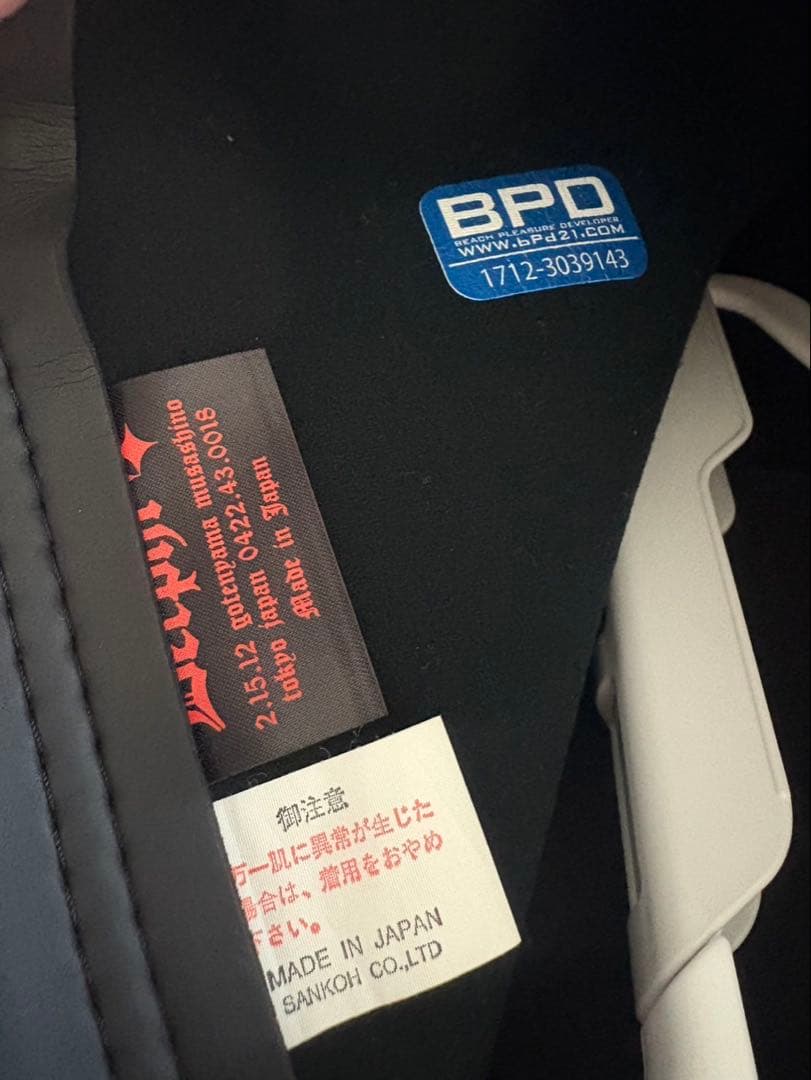 BPD
BEACH PLEASURE DEVELOPER
WWW.bPd21.COM
1712-3039143
2.15.12 gotenyama musashino
tokyo japan 0422.43.0018
Made in Japan
御注意
万一肌に異常が生じた
場合は、着用をおやめ
下さい。
MADE IN JAPAN
SANKOH CO.,LTD